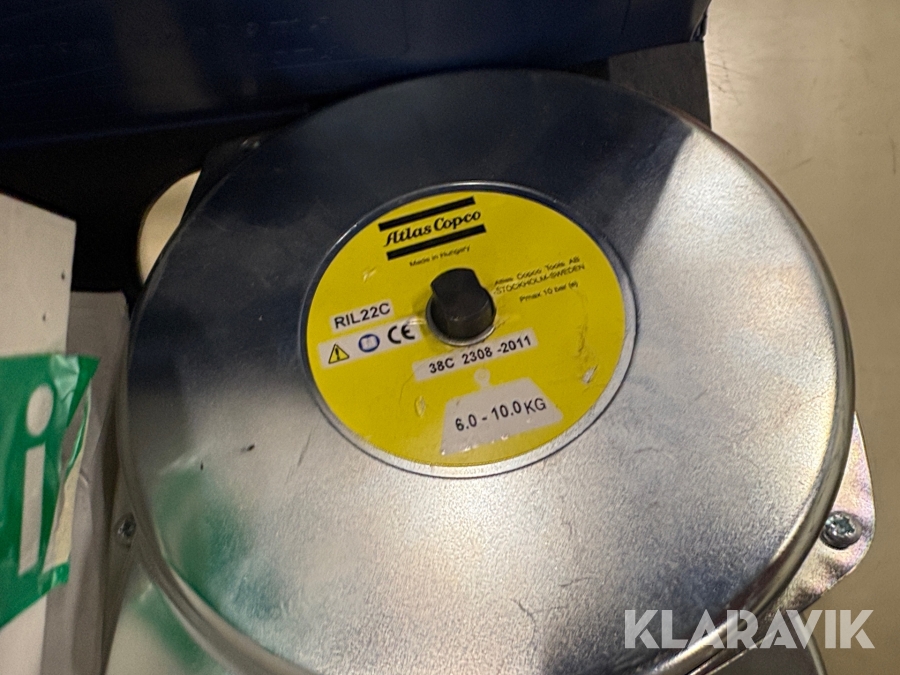 Atlas Copco
Made in Hungary
Atlas Copco Tools AB
STOCKHOLM-SWEDEN
Pmax 10 bar (e)
RIL22C
CE
38C 2308 -2011
6.0 - 10.0 KG
KLARAVIK